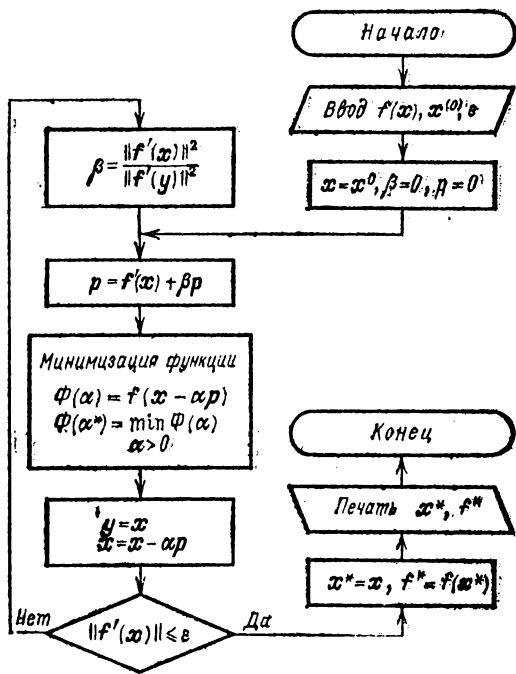 Начало
Ввод f(x), x⁽⁰⁾, ε
x=x⁰, β=0, p=0
β = ‖f'(x)‖² / ‖f'(y)‖²
p = f'(x) + βp
Минимизация функции
Φ(α) = f(x − αp)
Φ(α*) = min Φ(α)
α>0
y = x
x = x − αp
‖f'(x)‖ ≤ ε
Нет
Да
x* = x, f* = f(x*)
Печать x*, f*
Конец